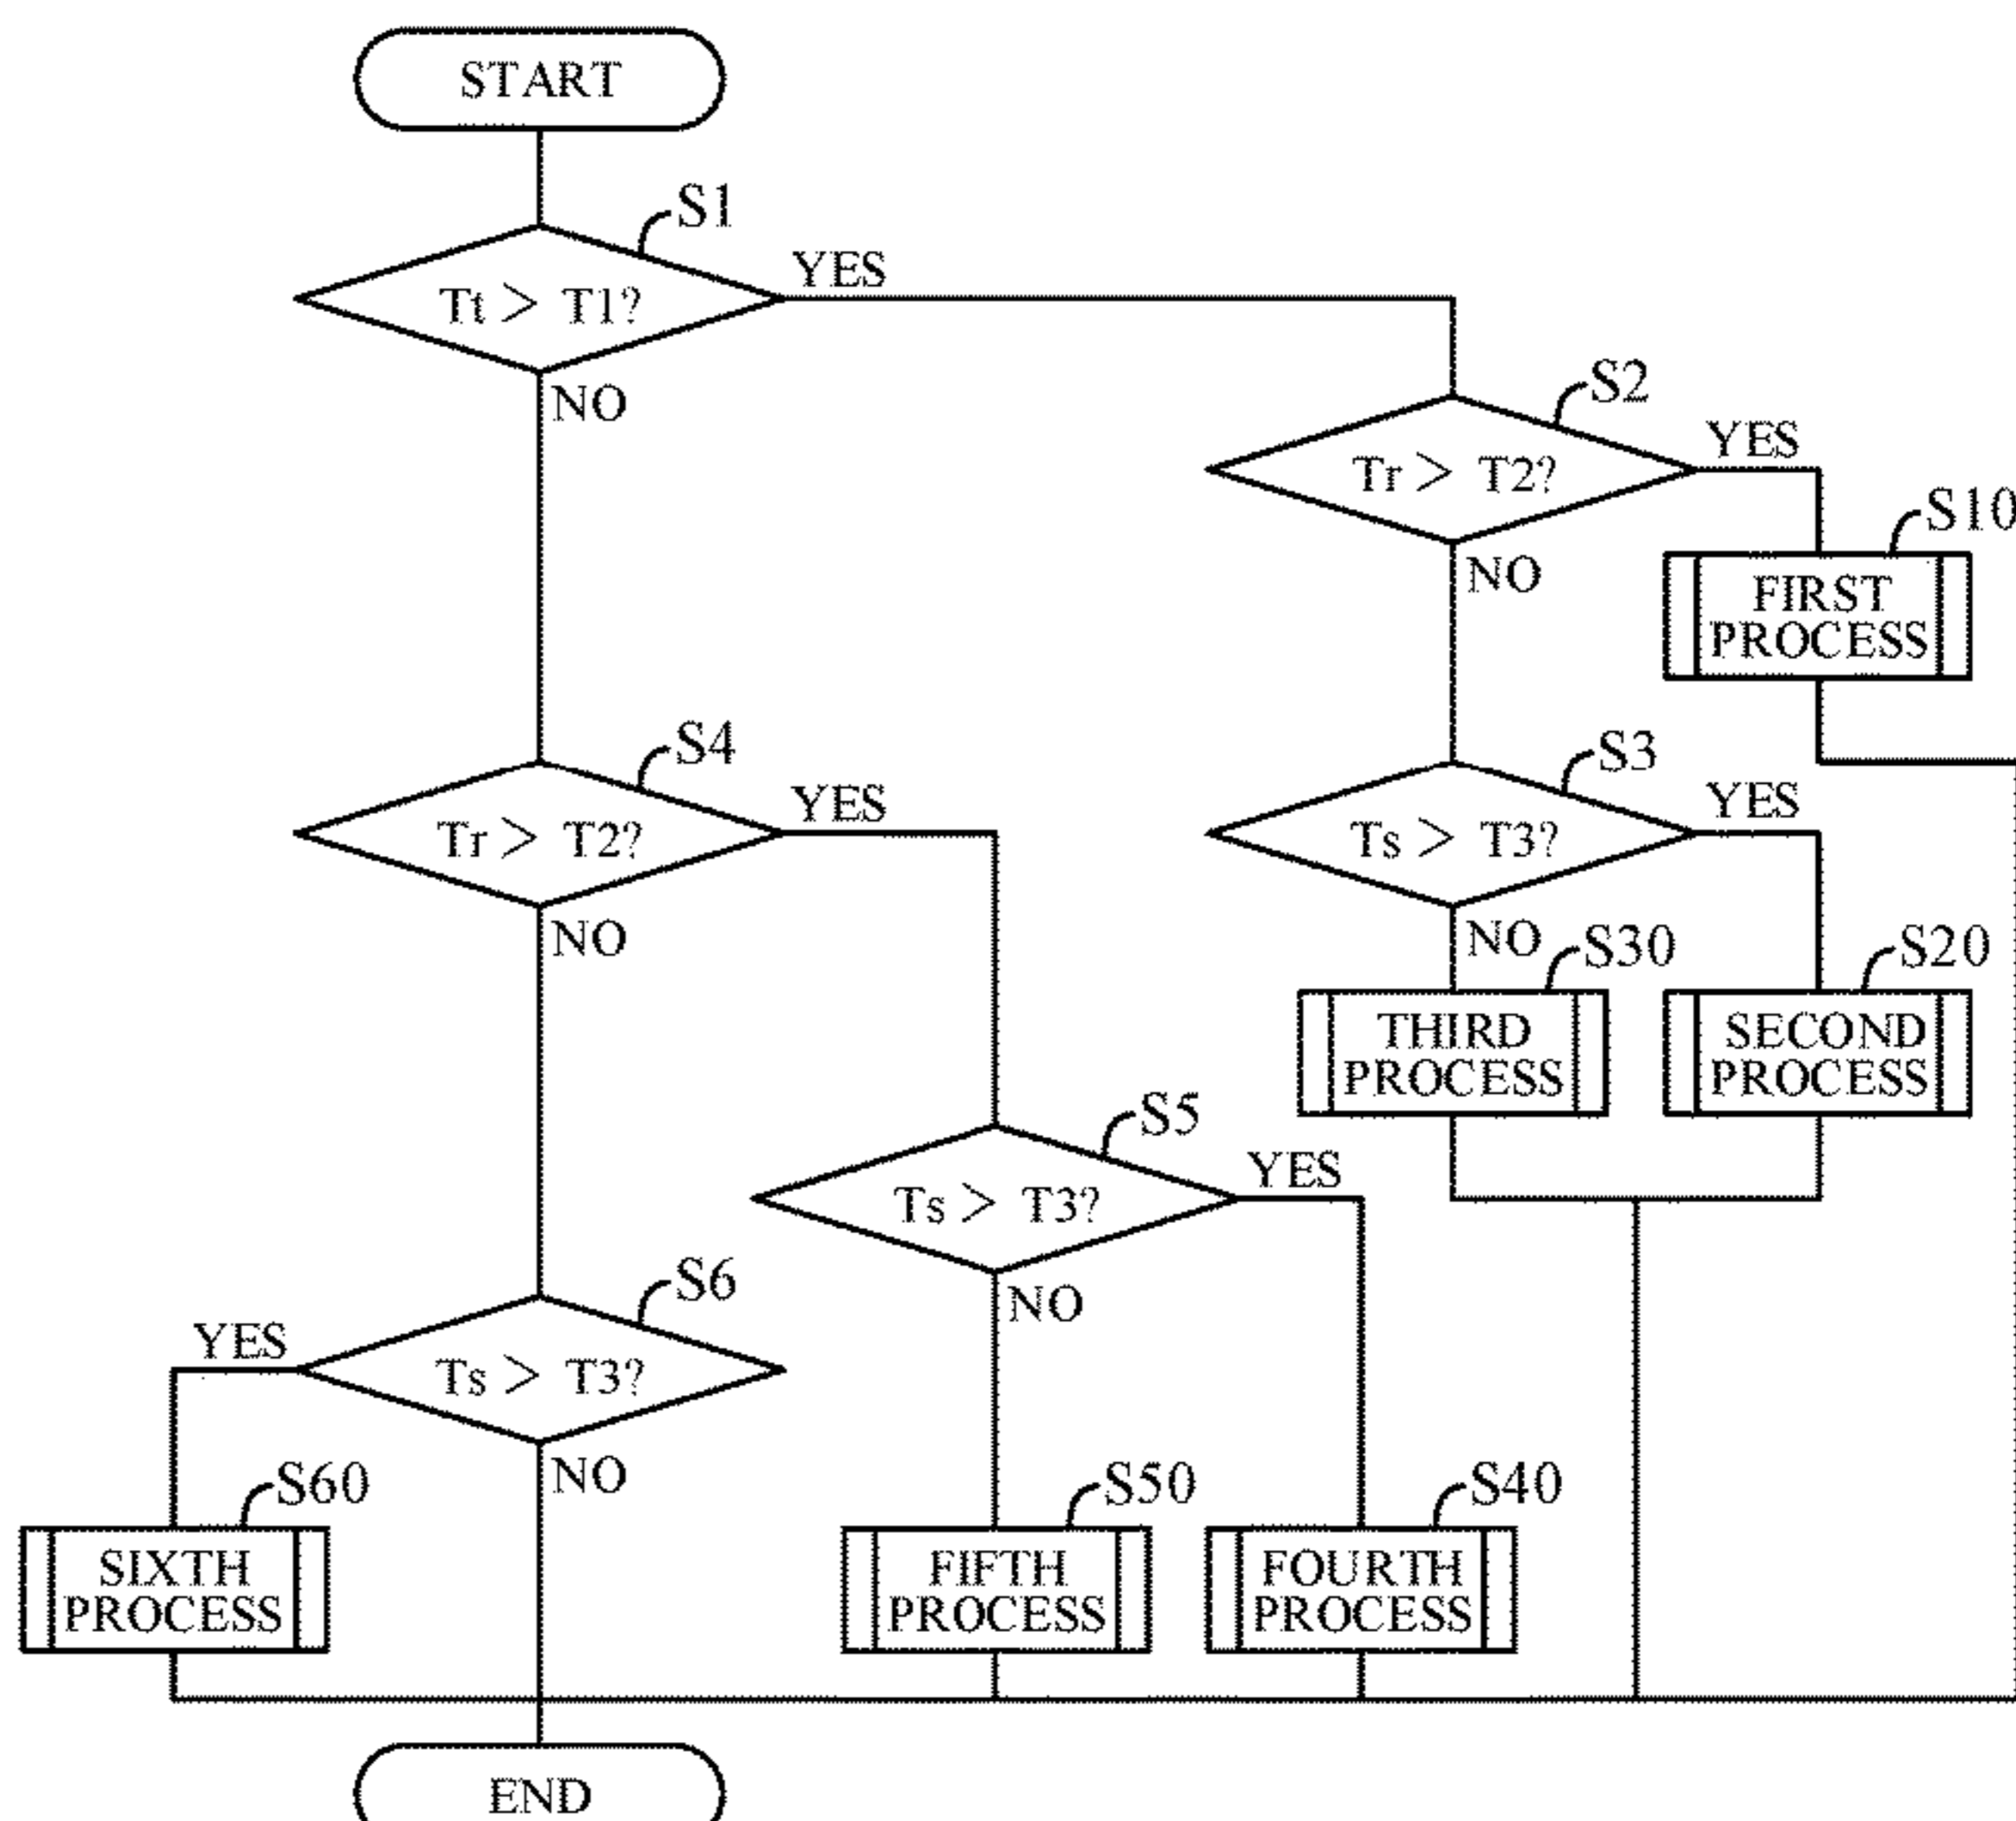 START
S1
Tt > T1?
YES
NO
S2
Tr > T2?
YES
NO
S10
FIRST
PROCESS
S4
Tr > T2?
YES
NO
S3
Ts > T3?
YES
NO
S30
THIRD
PROCESS
S20
SECOND
PROCESS
S5
Ts > T3?
YES
NO
S6
Ts > T3?
YES
NO
S60
SIXTH
PROCESS
S50
FIFTH
PROCESS
S40
FOURTH
PROCESS
END